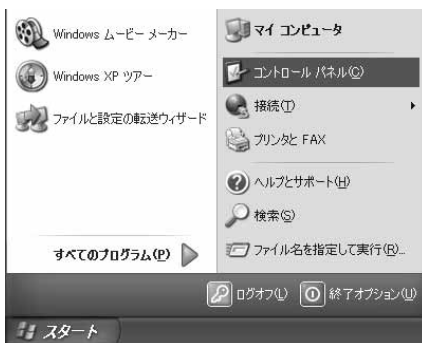 Windows ムービー メーカー
Windows XP ツアー
ファイルと設定の転送ウィザード
すべてのプログラム(P)
マイ コンピュータ
コントロール パネル(C)
接続(T)
プリンタと FAX
ヘルプとサポート(H)
検索(S)
ファイル名を指定して実行(R)...
ログオフ(L)
終了オプション(U)
スタート